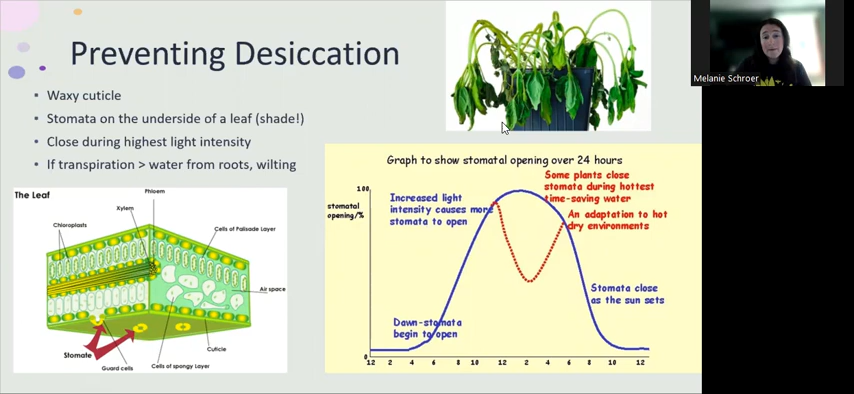 Preventing Desiccation
Waxy cuticle
Stomata on the underside of a leaf (shade!)
Close during highest light intensity
If transpiration > water from roots, wilting
Melanie Schroer
The Leaf
Phloem
Xylem
Chloroplasts
Cells of Palisade Layer
Air space
Stomate
Guard cells
Cells of spongy Layer
Cuticle
Graph to show stomatal opening over 24 hours
100
stomatal
opening/%
0
Increased light
intensity causes more
stomata to open
Some plants close
stomata during hottest
time-saving water
An adaptation to hot
dry environments
Stomata close
as the sun sets
Dawn-stomata
begin to open
12 2 4 6 8 10 12 2 4 6 8 10 12